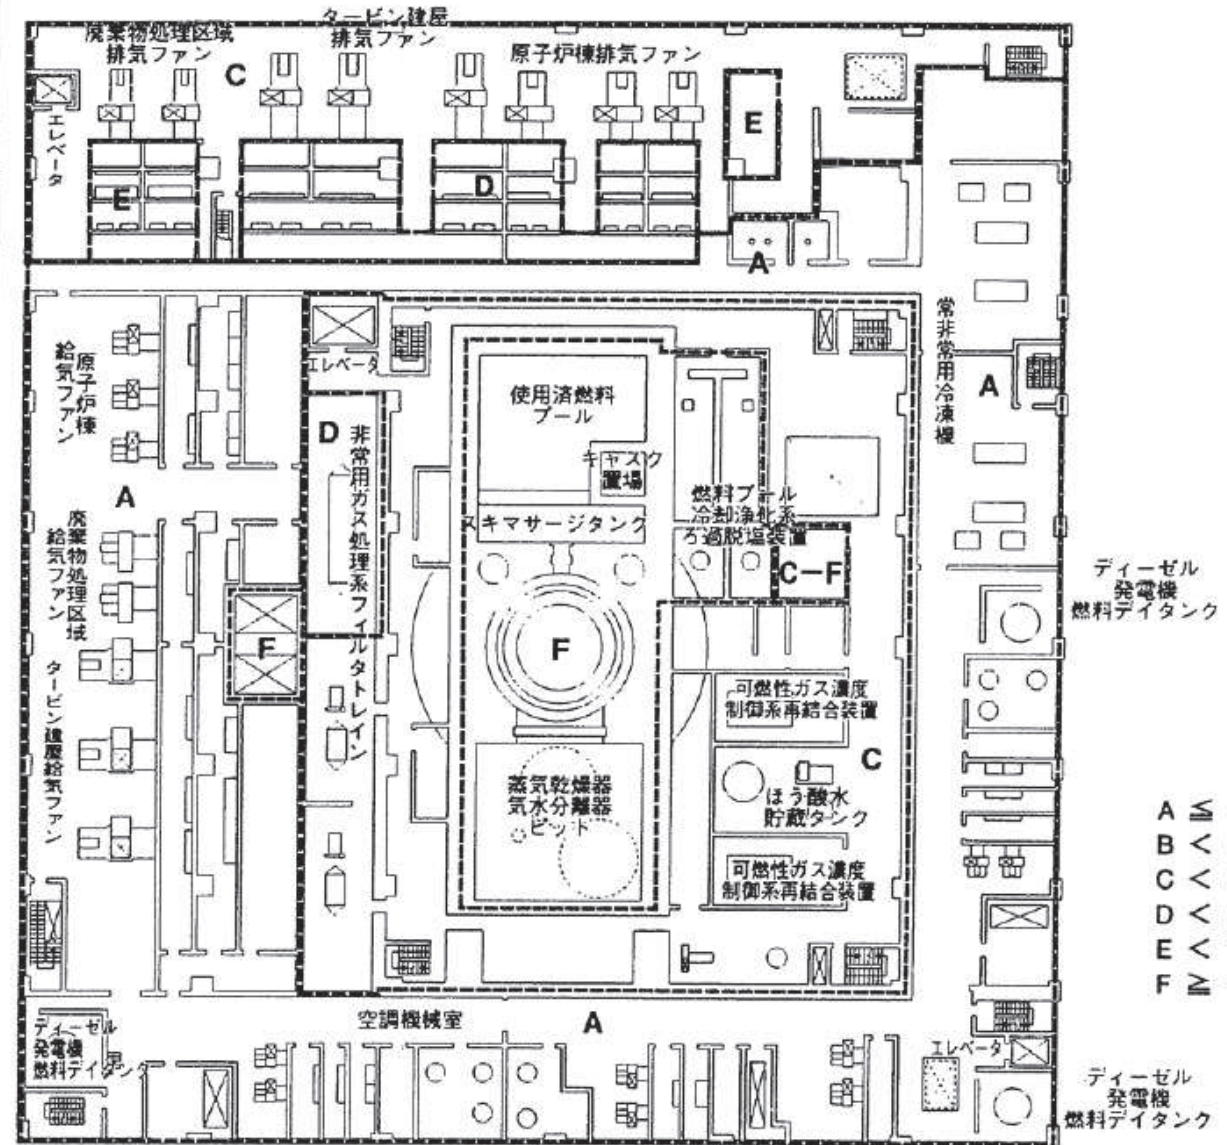 タービン建屋
排気ファン
廃棄物処理区域
排気ファン
原子炉棟排気ファン
C
E
エレベータ
E
D
A
常非常用冷凍機
エレベータ
原子炉棟
給気ファン
使用済燃料
プール
A
D
非常用ガス処理系フィルタトレイン
キャスク
置場
A
燃料プール
冷却浄化系
ろ過脱塩装置
スキマサージタンク
廃棄物処理区域
給気ファン
C-F
ディーゼル
発電機
燃料デイタンク
F
F
タービン建屋給気ファン
可燃性ガス濃度
制御系再結合装置
C
蒸気乾燥器
気水分離器
ピット
ほう酸水
貯蔵タンク
可燃性ガス濃度
制御系再結合装置
A ≦
B <
C <
D <
E <
F ≧
空調機械室
A
ディーゼル
発電機
燃料デイタンク
エレベータ
ディーゼル
発電機
燃料デイタンク